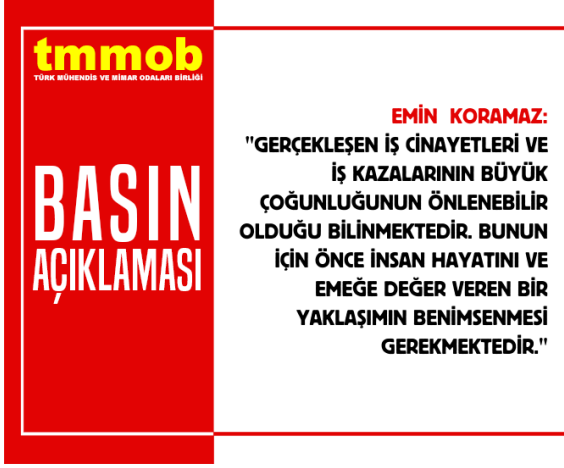 tmmob
TÜRK MÜHENDİS VE MİMAR ODALARI BİRLİĞİ
BASIN
AÇIKLAMASI
EMİN KORAMAZ:
"GERÇEKLEŞEN İŞ CİNAYETLERİ VE
İŞ KAZALARININ BÜYÜK
ÇOĞUNLUĞUNUN ÖNLENEBİLİR
OLDUĞU BİLİNMEKTEDİR. BUNUN
İÇİN ÖNCE İNSAN HAYATINI VE
EMEĞE DEĞER VEREN BİR
YAKLAŞIMIN BENİMSENMESİ
GEREKMEKTEDİR."